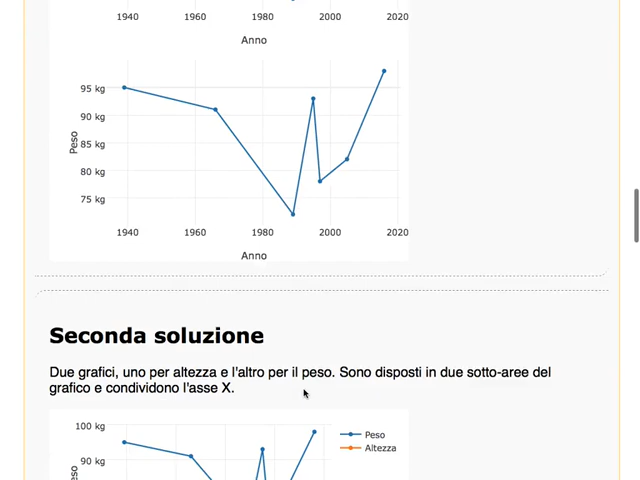 1940 1960 1980 2000 2020
Anno
95 kg
90 kg
85 kg
80 kg
75 kg
Peso
1940 1960 1980 2000 2020
Anno
Seconda soluzione
Due grafici, uno per altezza e l'altro per il peso. Sono disposti in due sotto-aree del
grafico e condividono l'asse X.
100 kg
90 kg
Peso
Altezza